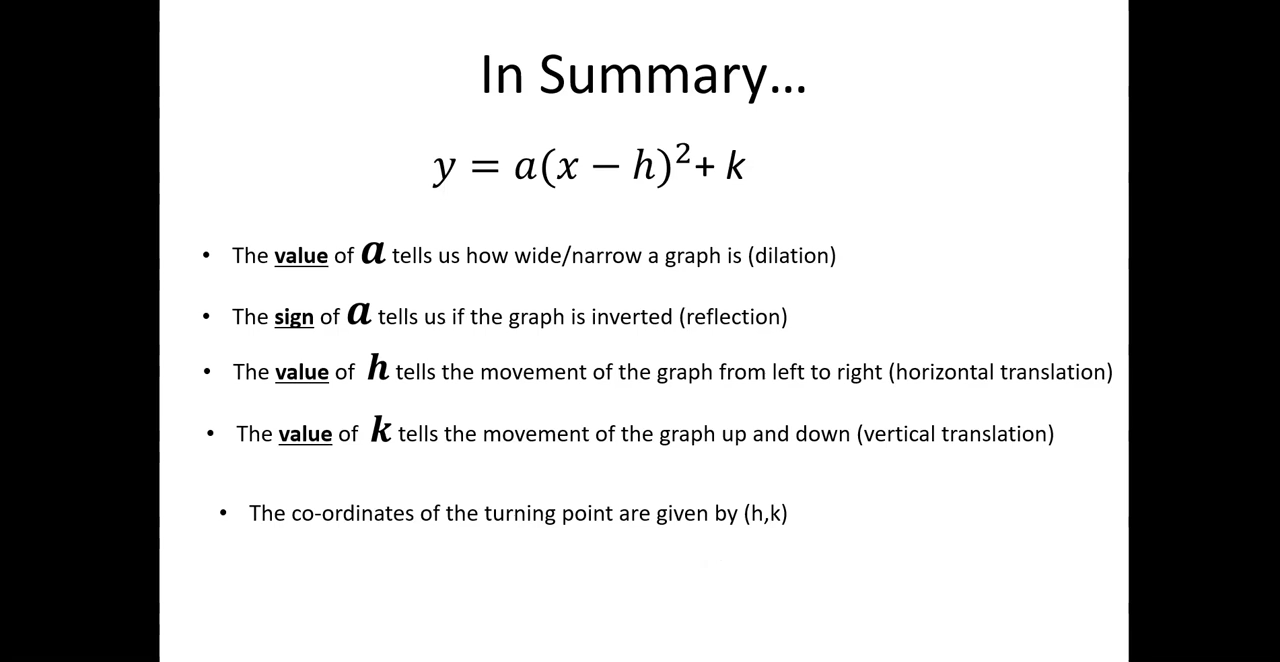 In Summary...
y = a(x − h)²+ k
• The value of a tells us how wide/narrow a graph is (dilation)
• The sign of a tells us if the graph is inverted (reflection)
• The value of h tells the movement of the graph from left to right (horizontal translation)
• The value of k tells the movement of the graph up and down (vertical translation)
• The co-ordinates of the turning point are given by (h,k)